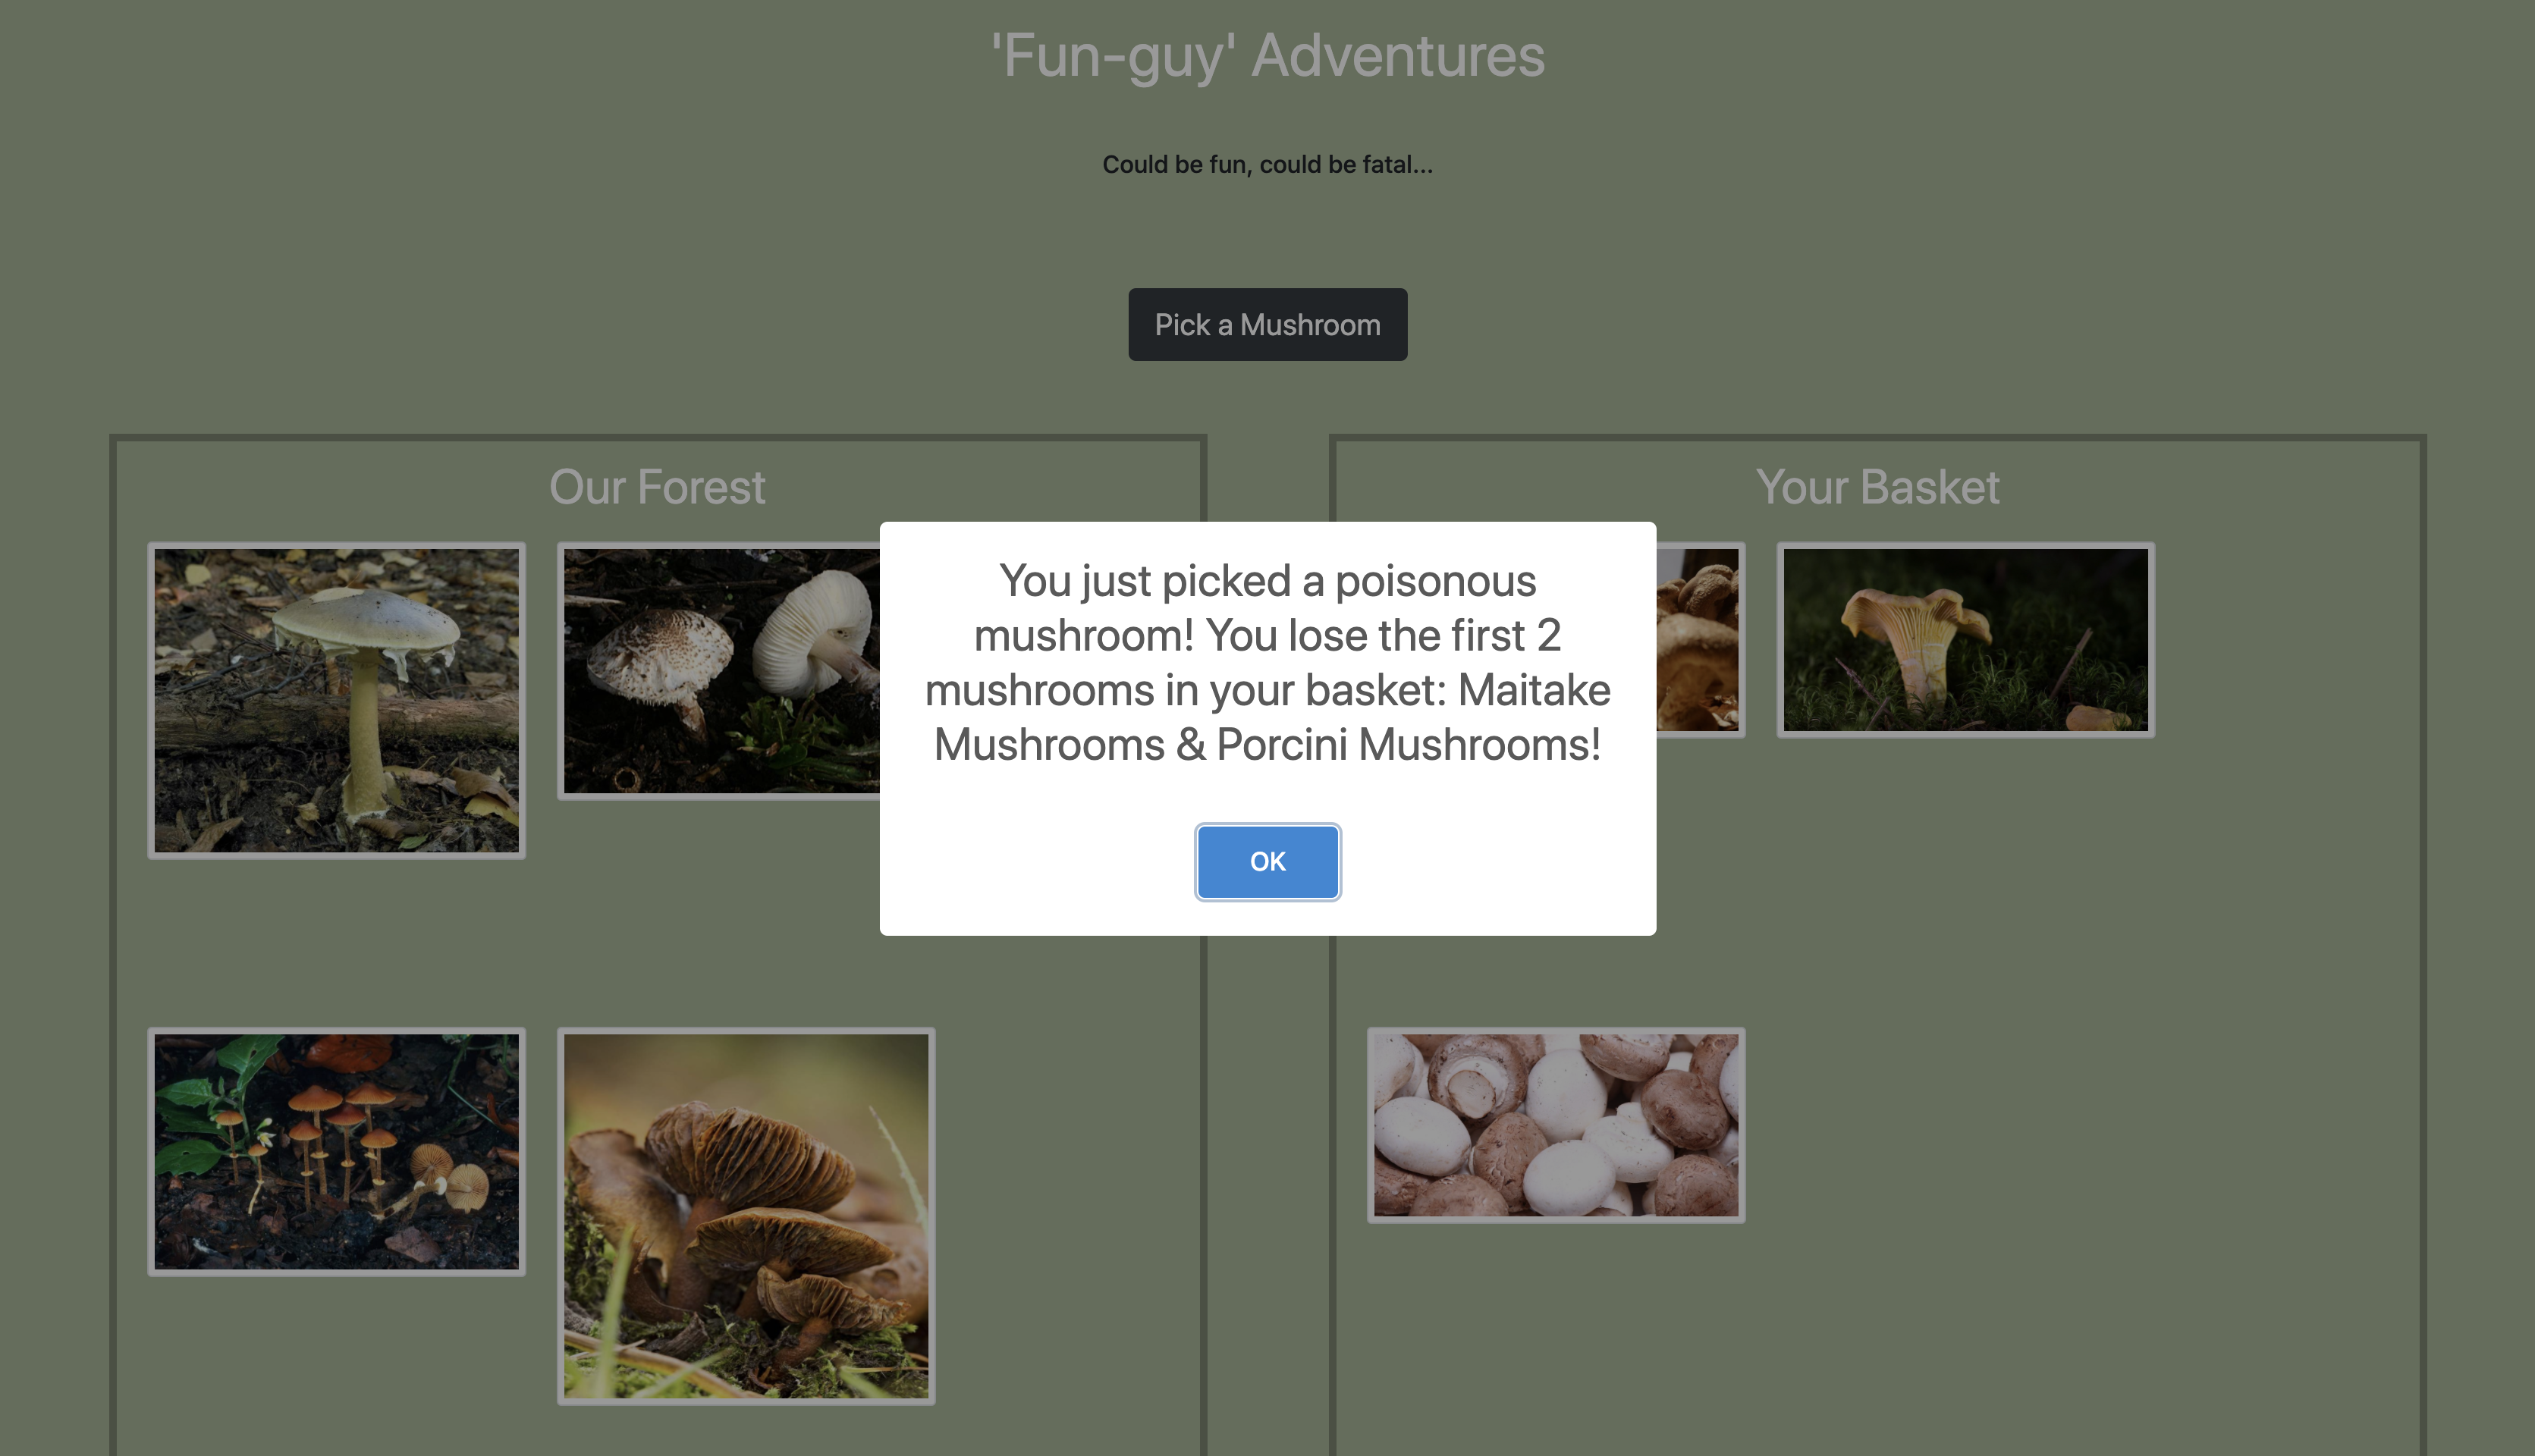 'Fun-guy' Adventures
Could be fun, could be fatal...
Pick a Mushroom
Our Forest
Your Basket
You just picked a poisonous
mushroom! You lose the first 2
mushrooms in your basket: Maitake
Mushrooms & Porcini Mushrooms!
OK